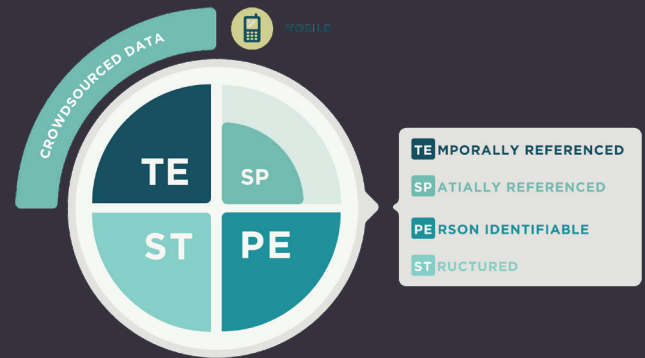 MOBILE
CROWDSOURCED DATA
TE
SP
ST
PE
TEMPORALLY REFERENCED
SPATIALLY REFERENCED
PERSON IDENTIFIABLE
STRUCTURED